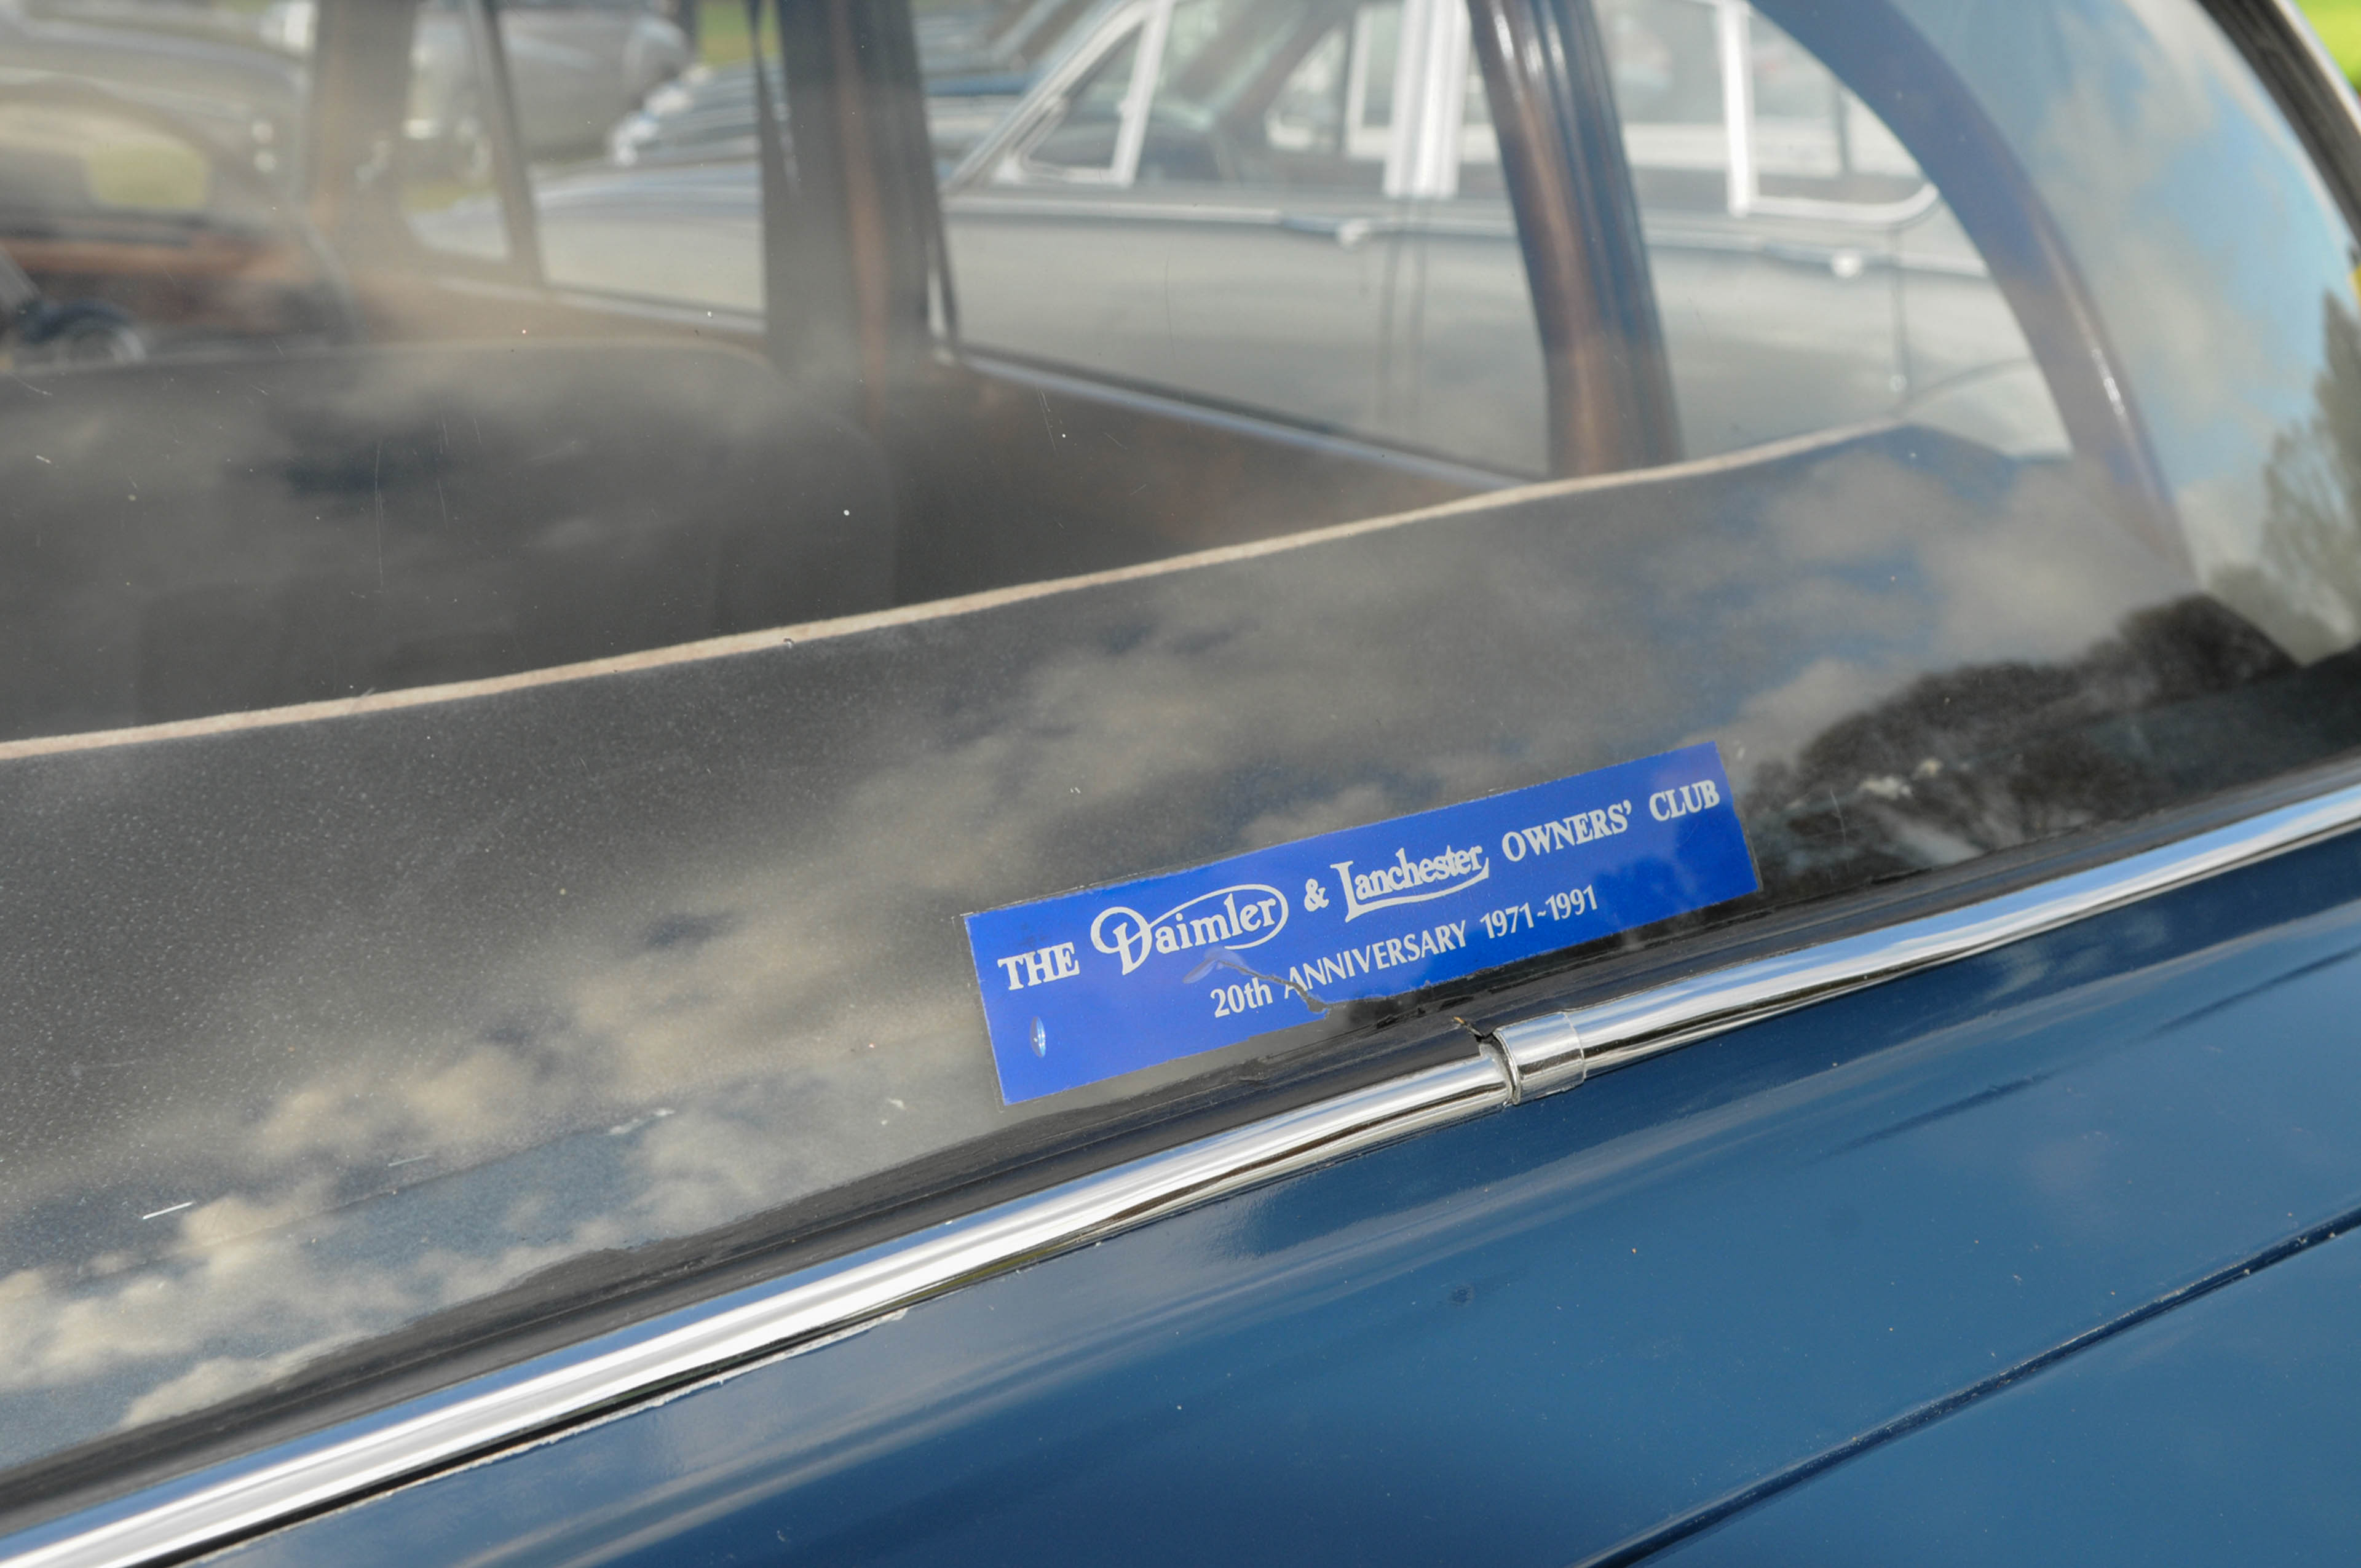 THE Daimler & Lanchester OWNERS' CLUB
20th ANNIVERSARY 1971~1991